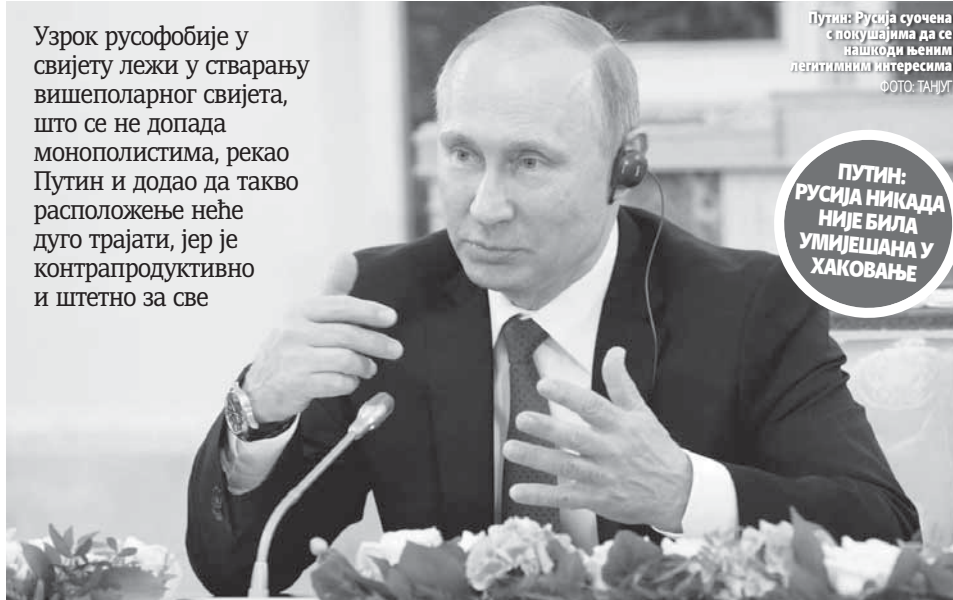 Узрок русофобије у
свијету лежи у стварању
вишеполарног свијета,
што се не допада
монополистима, рекао
Путин и додао да такво
расположење неће
дуго трајати, јер је
контрапродуктивно
и штетно за све
Путин: Русија суочена
с покушајима да се
нашкоди њеним
легитимним интересима
ФОТО: ТАНЈУГ
ПУТИН:
РУСИЈА НИКАДА
НИЈЕ БИЛА
УМИЈЕШАНА У
ХАКОВАЊЕ